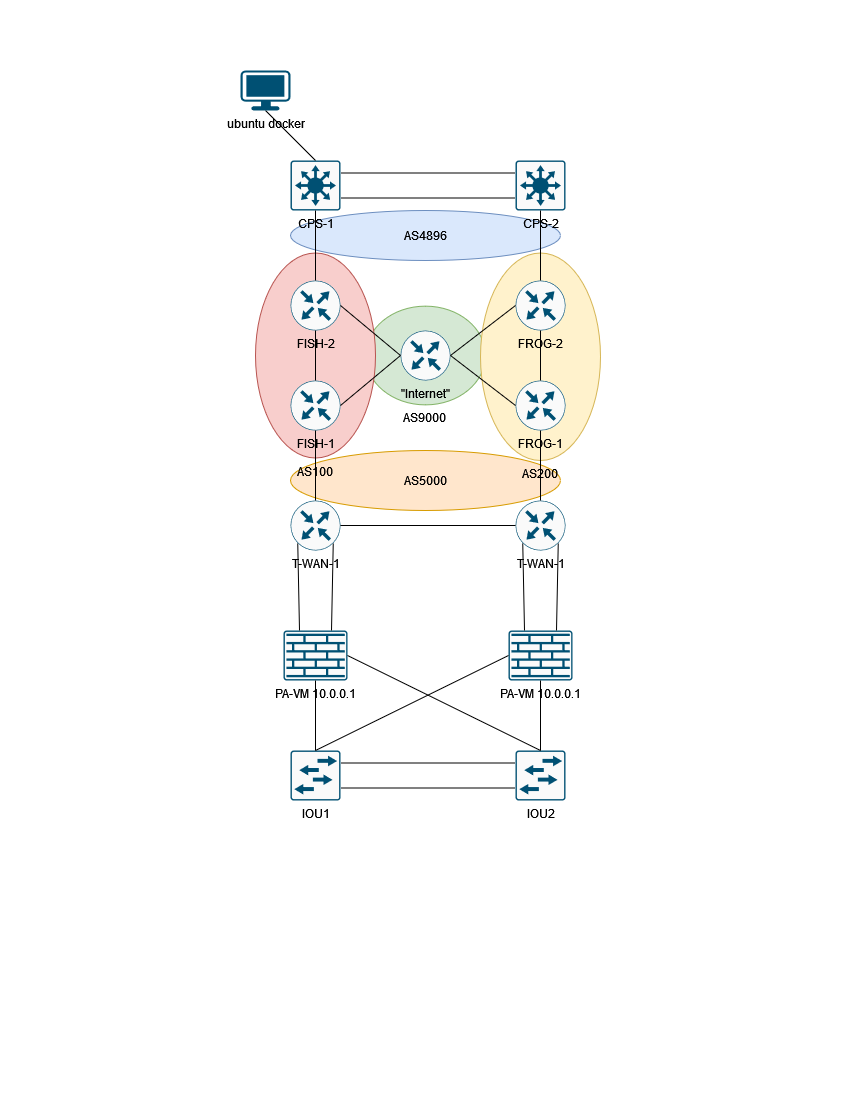 ubuntu docker
CPS-1
CPS-2
AS4896
FISH-2
FROG-2
"Internet"
AS9000
FISH-1
FROG-1
AS100
AS200
AS5000
T-WAN-1
T-WAN-1
PA-VM 10.0.0.1
PA-VM 10.0.0.1
IOU1
IOU2